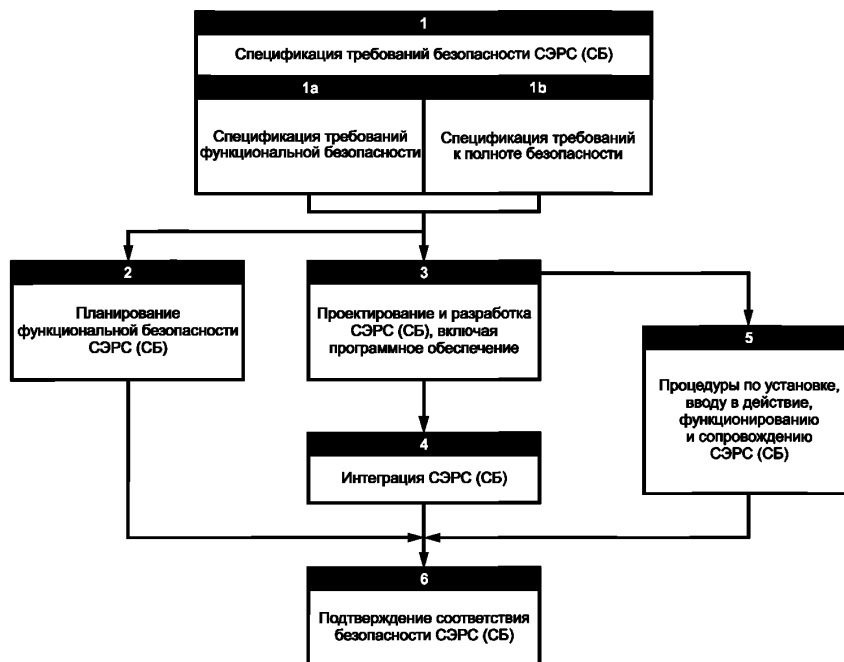 1
Спецификация требований безопасности СЭРС (СБ)
1a
Спецификация требований
функциональной безопасности
1b
Спецификация требований
к полноте безопасности
2
Планирование
функциональной безопасности
СЭРС (СБ)
3
Проектирование и разработка
СЭРС (СБ), включая
программное обеспечение
5
Процедуры по установке,
вводу в действие,
функционированию
и сопровождению
СЭРС (СБ)
4
Интеграция СЭРС (СБ)
6
Подтверждение соответствия
безопасности СЭРС (СБ)